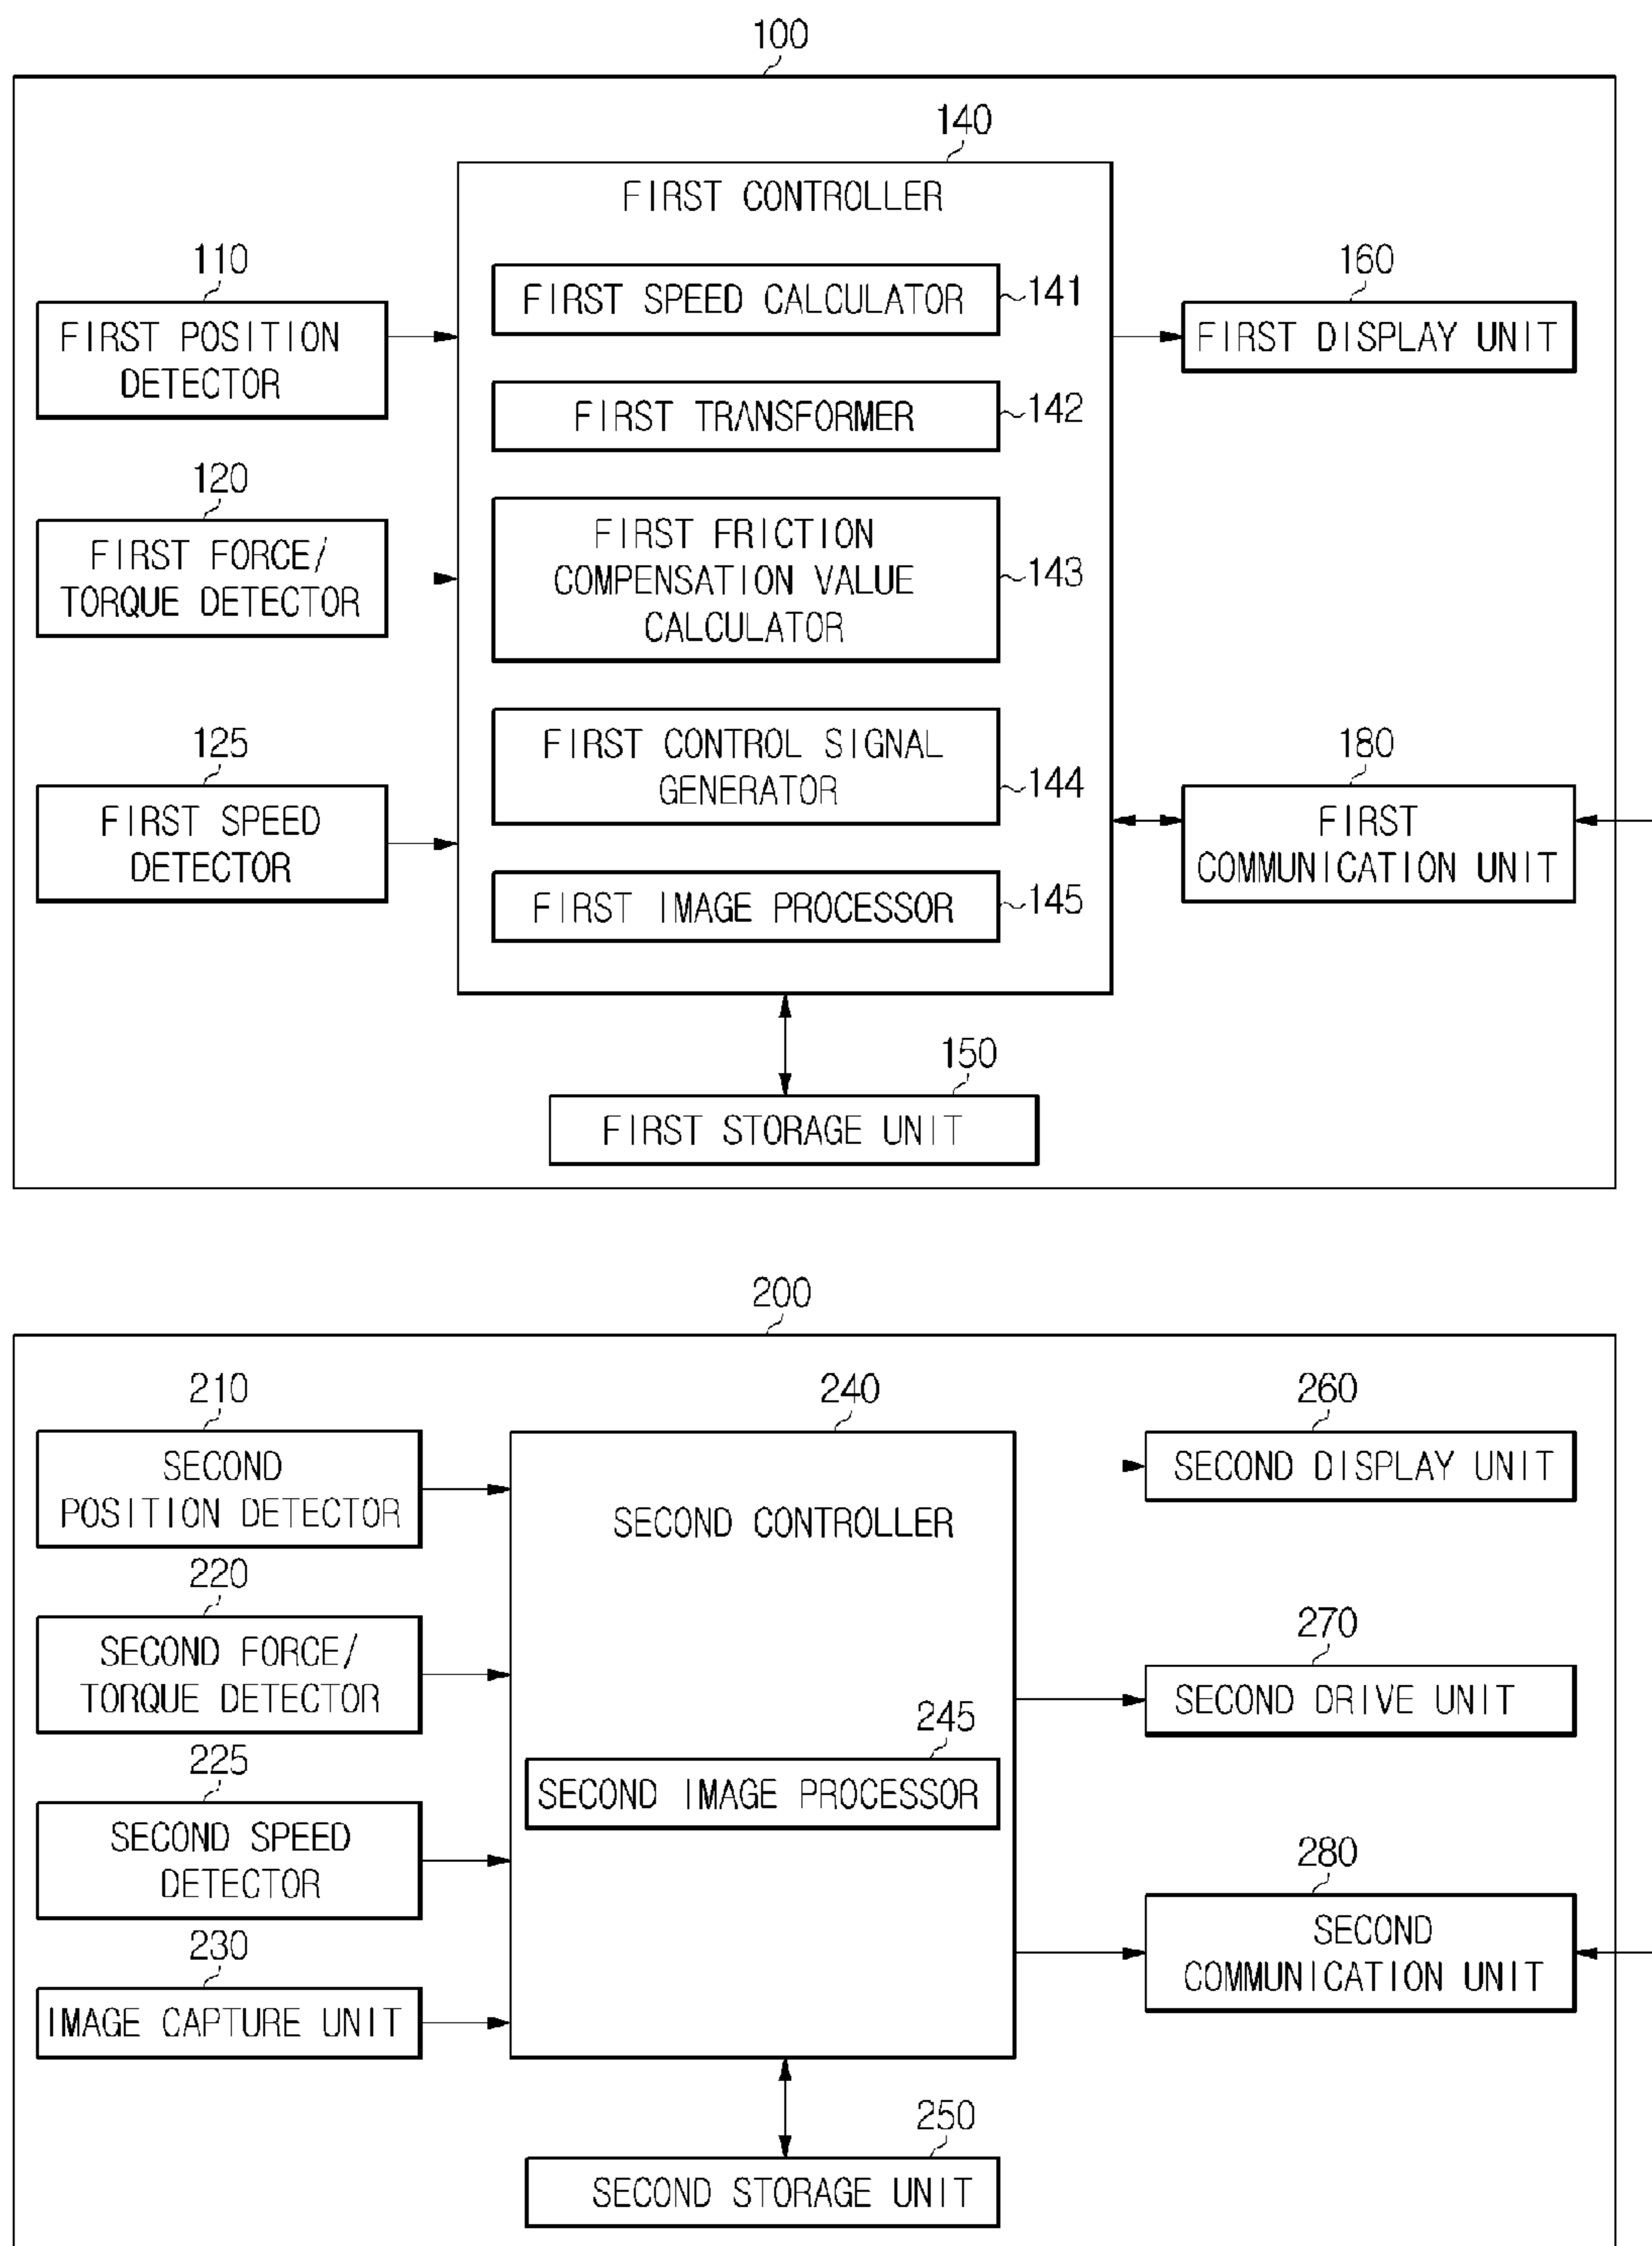 100
140
FIRST CONTROLLER
110
FIRST POSITION
DETECTOR
FIRST SPEED CALCULATOR
141
160
FIRST DISPLAY UNIT
FIRST TRANSFORMER
142
120
FIRST FORCE/
TORQUE DETECTOR
FIRST FRICTION
COMPENSATION VALUE
CALCULATOR
143
125
FIRST SPEED
DETECTOR
FIRST CONTROL SIGNAL
GENERATOR
144
180
FIRST
COMMUNICATION UNIT
FIRST IMAGE PROCESSOR
145
150
FIRST STORAGE UNIT
200
210
SECOND
POSITION DETECTOR
240
SECOND CONTROLLER
260
SECOND DISPLAY UNIT
220
SECOND FORCE/
TORQUE DETECTOR
270
SECOND DRIVE UNIT
245
SECOND IMAGE PROCESSOR
225
SECOND SPEED
DETECTOR
280
SECOND
COMMUNICATION UNIT
230
IMAGE CAPTURE UNIT
250
SECOND STORAGE UNIT